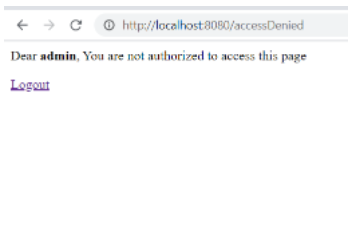 http://localhost:8080/accessDenied
Dear admin, You are not authorized to access this page
Logout